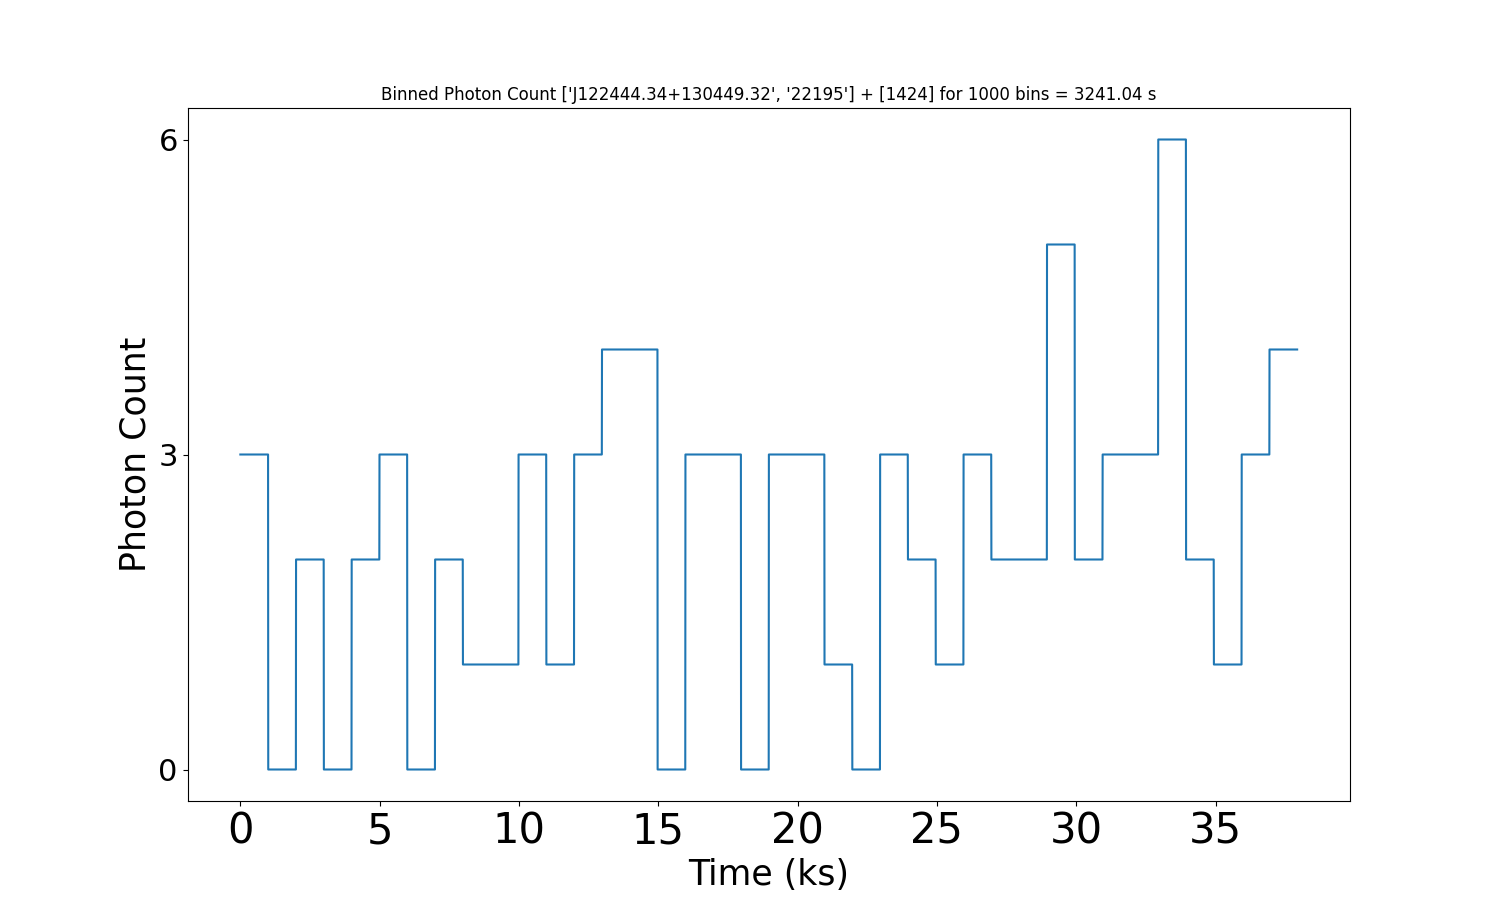 Binned Photon Count ['J122444.34+130449.32', '22195'] + [1424] for 1000 bins = 3241.04 s
6
3
0
Photon Count
0 5 10 15 20 25 30 35
Time (ks)